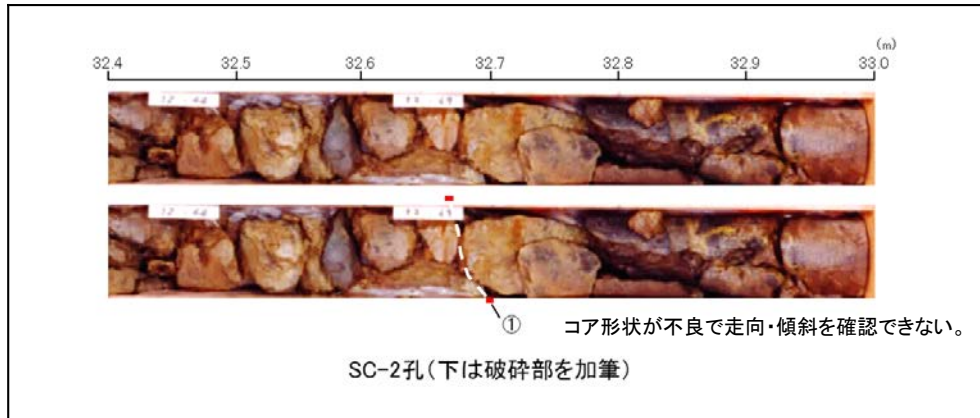 (m)
32.4 32.5 32.6 32.7 32.8 32.9 33.0
①
コア形状が不良で走向・傾斜を確認できない。
SC-2孔(下は破砕部を加筆)